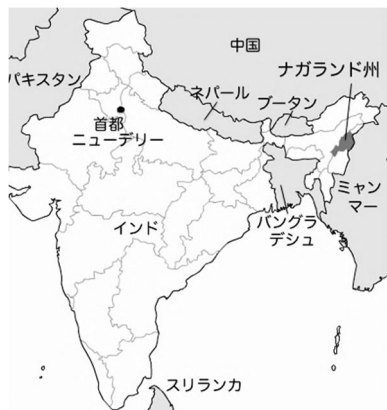 中国
ナガランド州
パキスタン
ネパール
ブータン
首都
ニューデリー
ミャン
マー
インド
バングラ
デシュ
スリランカ